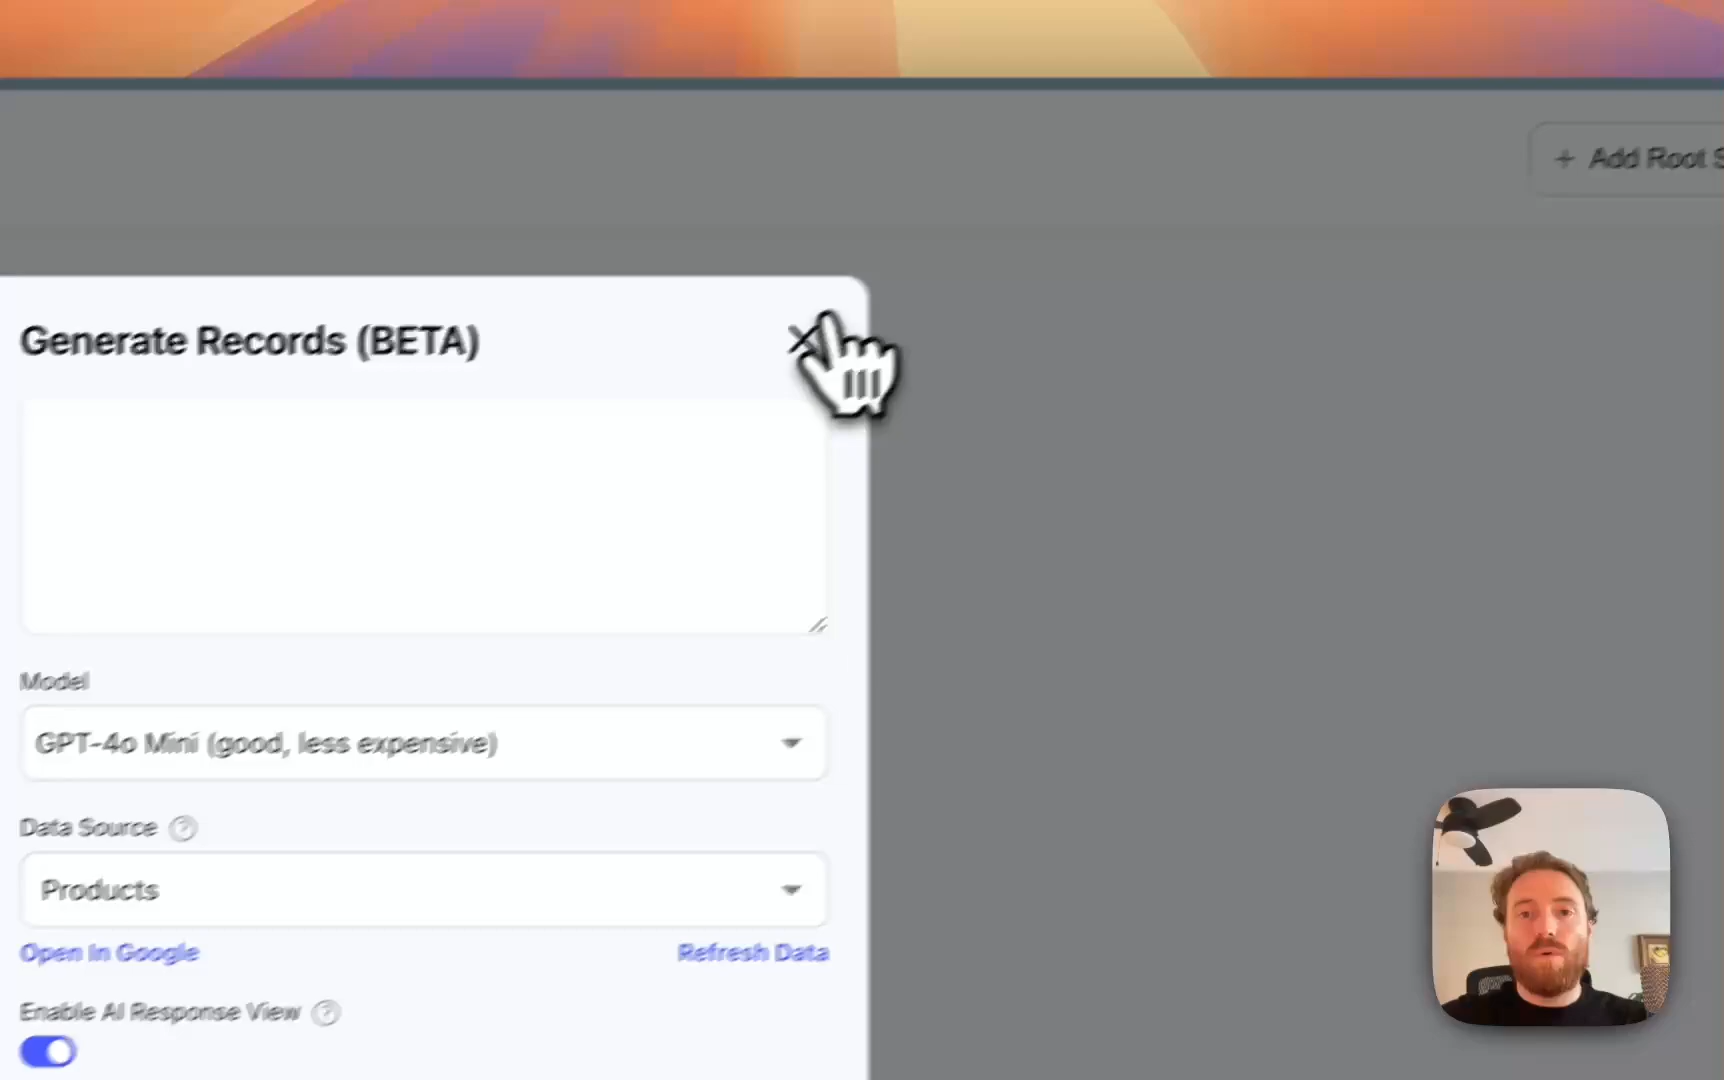 + Add Root S
Generate Records (BETA)
Model
GPT-4o Mini (good, less expensive)
Data Source ?
Products
Open In Google
Refresh Data
Enable AI Response View ?